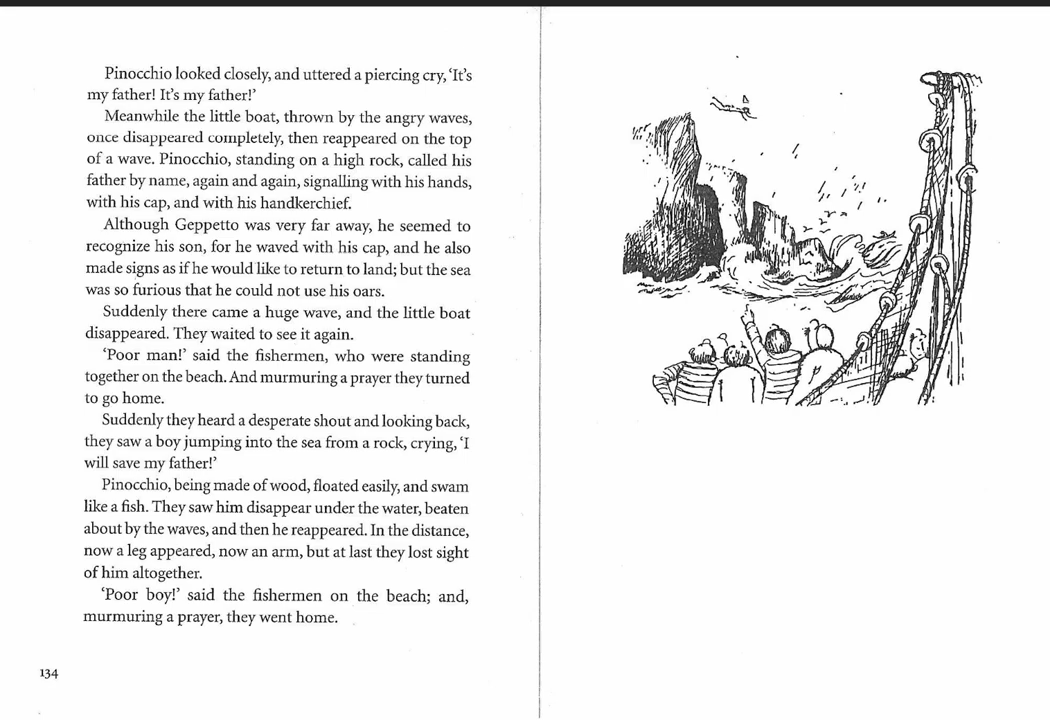 Pinocchio looked closely, and uttered a piercing cry, ‘It’s
my father! It’s my father!’
Meanwhile the little boat, thrown by the angry waves,
once disappeared completely, then reappeared on the top
of a wave. Pinocchio, standing on a high rock, called his
father by name, again and again, signalling with his hands,
with his cap, and with his handkerchief.
Although Geppetto was very far away, he seemed to
recognize his son, for he waved with his cap, and he also
made signs as if he would like to return to land; but the sea
was so furious that he could not use his oars.
Suddenly there came a huge wave, and the little boat
disappeared. They waited to see it again.
‘Poor man!’ said the fishermen, who were standing
together on the beach. And murmuring a prayer they turned
to go home.
Suddenly they heard a desperate shout and looking back,
they saw a boy jumping into the sea from a rock, crying, ‘I
will save my father!’
Pinocchio, being made of wood, floated easily, and swam
like a fish. They saw him disappear under the water, beaten
about by the waves, and then he reappeared. In the distance,
now a leg appeared, now an arm, but at last they lost sight
of him altogether.
‘Poor boy!’ said the fishermen on the beach; and,
murmuring a prayer, they went home.
134